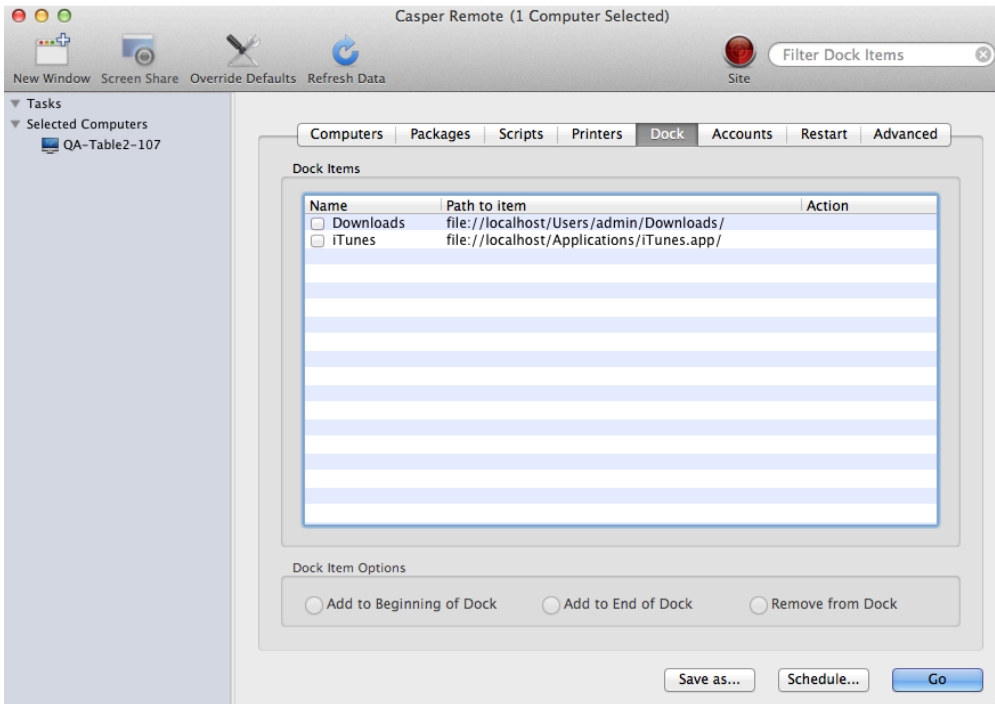 Casper Remote (1 Computer Selected)
New Window Screen Share Override Defaults Refresh Data Site Filter Dock Items
Tasks
Selected Computers
QA-Table2-107
Computers Packages Scripts Printers Dock Accounts Restart Advanced
Dock Items
Name Path to item Action
Downloads file://localhost/Users/admin/Downloads/
iTunes file://localhost/Applications/iTunes.app/
Dock Item Options
Add to Beginning of Dock Add to End of Dock Remove from Dock
Save as... Schedule... Go